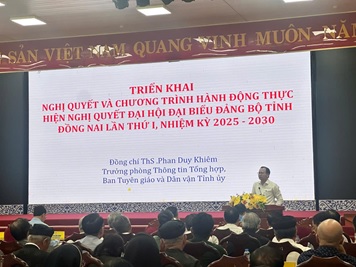 SẢN VIỆT NAM QUANG VINH MUÔN NĂM
TRIỂN KHAI
NGHỊ QUYẾT VÀ CHƯƠNG TRÌNH HÀNH ĐỘNG THỰC
HIỆN NGHỊ QUYẾT ĐẠI HỘI ĐẠI BIỂU ĐẢNG BỘ TỈNH
ĐỒNG NAI LẦN THỨ I, NHIỆM KỲ 2025 - 2030
Đồng chí ThS .Phan Duy Khiêm
Trưởng phòng Thông tin Tổng hợp,
Ban Tuyên giáo và Dân vận Tỉnh ủy